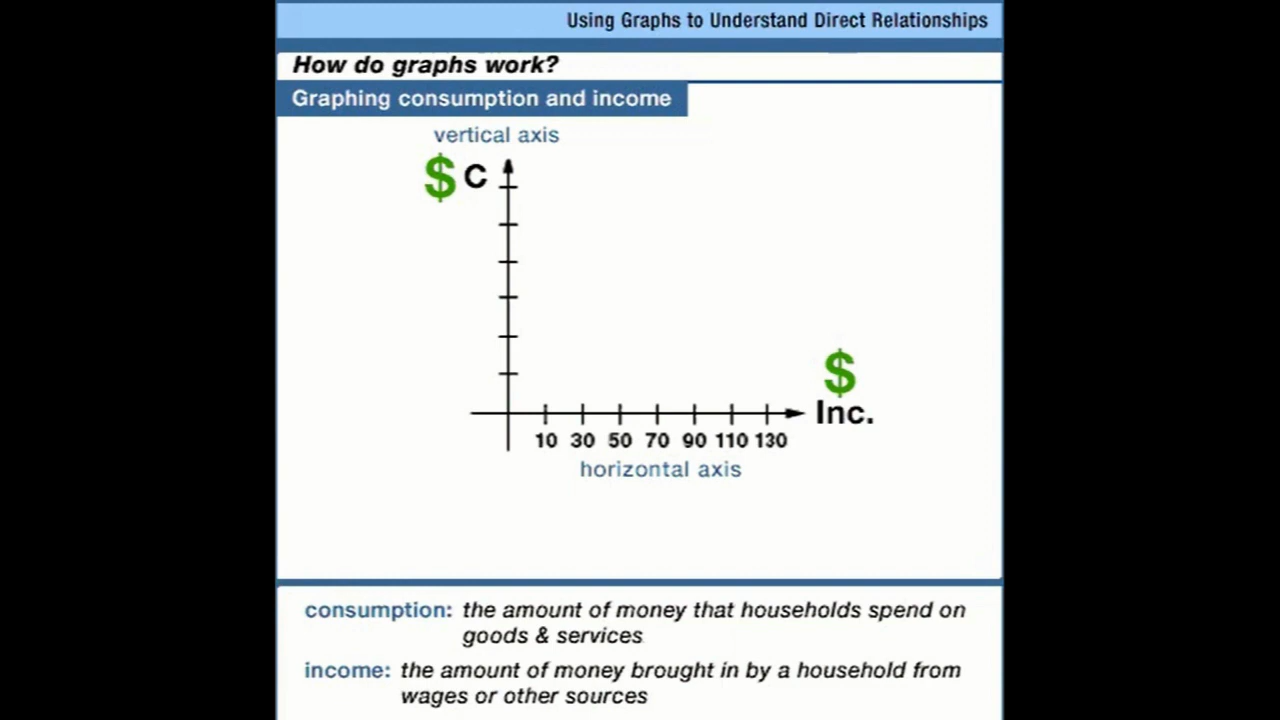 Using Graphs to Understand Direct Relationships
How do graphs work?
Graphing consumption and income
vertical axis
$ C
$
Inc.
10 30 50 70 90 110 130
horizontal axis
consumption: the amount of money that households spend on
goods & services
income: the amount of money brought in by a household from
wages or other sources